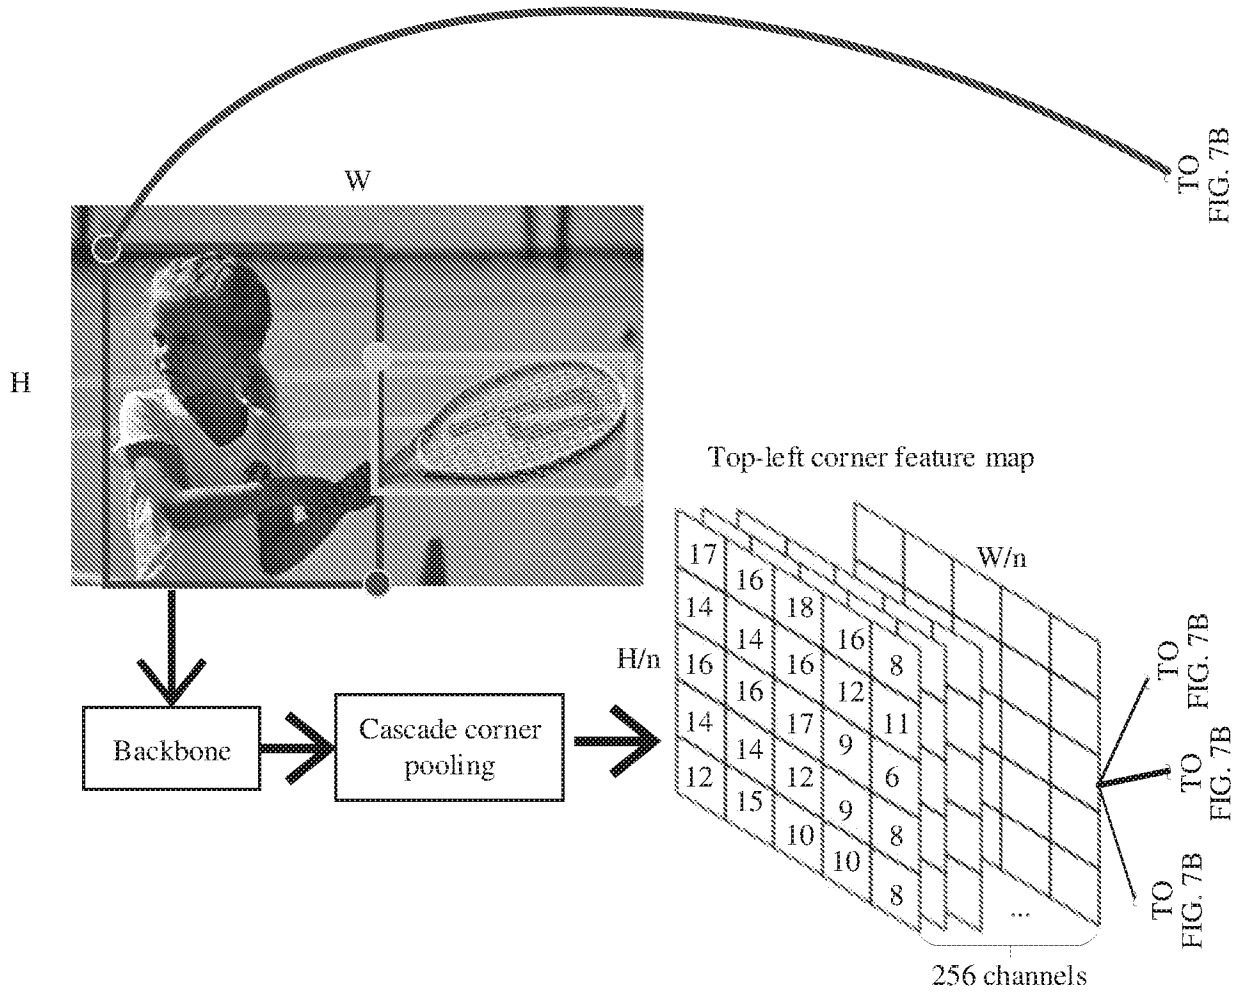 TO
FIG. 7B
W
H
Top-left corner feature map
W/n
H/n
17 16 18 16 8
14 14 16 12 11
16 16 17 9 6
14 14 12 9 8
12 15 10 10 8
Backbone
Cascade corner
pooling
TO
FIG. 7B
TO
FIG. 7B
TO
FIG. 7B
...
256 channels